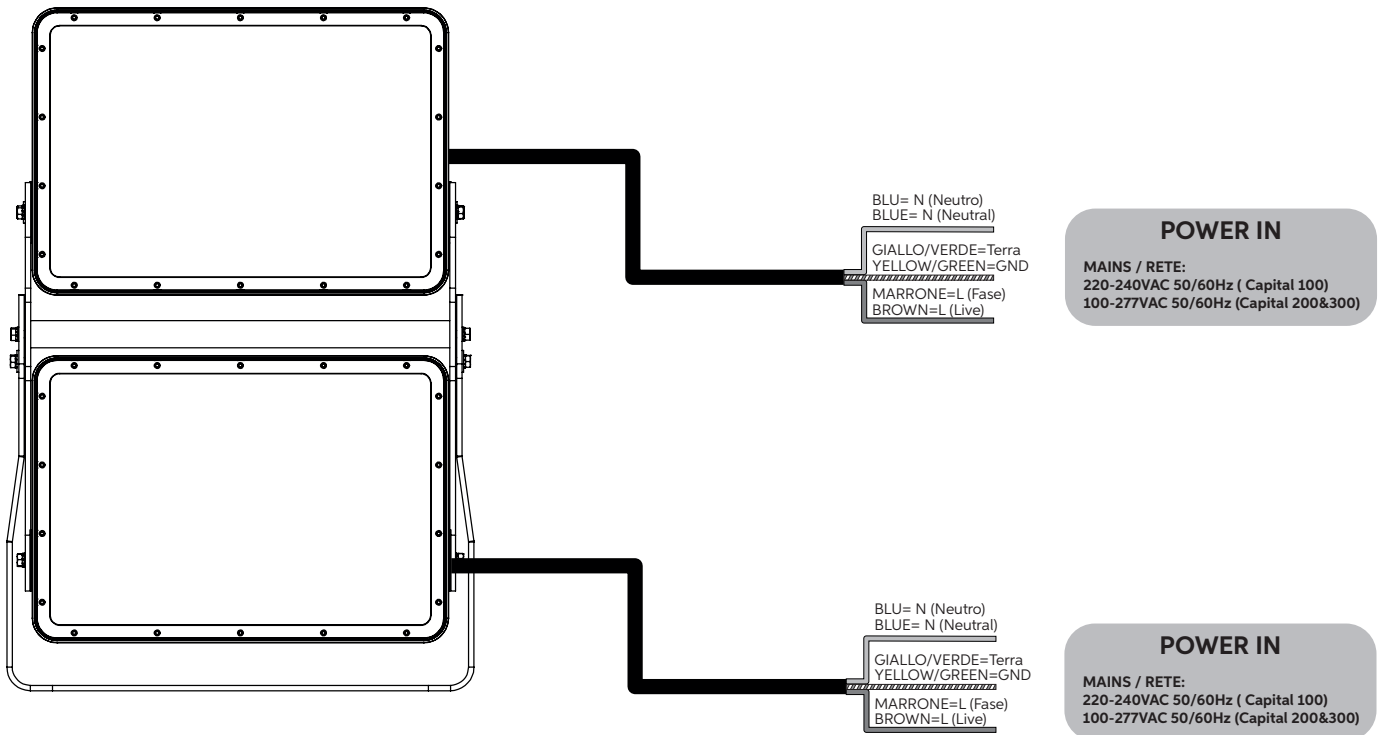 BLU= N (Neutro)
BLUE= N (Neutral)
GIALLO/VERDE=Terra
YELLOW/GREEN=GND
MARRONE=L (Fase)
BROWN=L (Live)
POWER IN
MAINS / RETE:
220-240VAC 50/60Hz ( Capital 100)
100-277VAC 50/60Hz (Capital 200&300)
BLU= N (Neutro)
BLUE= N (Neutral)
GIALLO/VERDE=Terra
YELLOW/GREEN=GND
MARRONE=L (Fase)
BROWN=L (Live)
POWER IN
MAINS / RETE:
220-240VAC 50/60Hz ( Capital 100)
100-277VAC 50/60Hz (Capital 200&300)